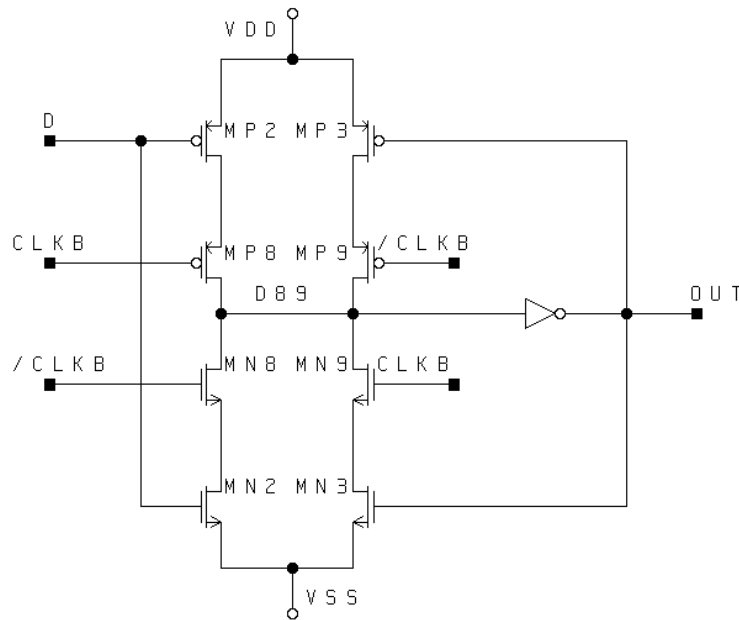 VDD
D
MP2 MP3
CLKB
MP8 MP9
/CLKB
D89
OUT
/CLKB
MN8 MN9
CLKB
MN2 MN3
VSS